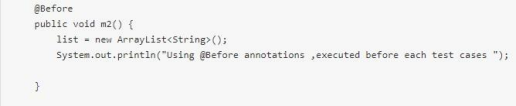 @Before
public void m2() {
list = new ArrayList<String>();
System.out.println("Using @Before annotations ,executed before each test cases ");
}